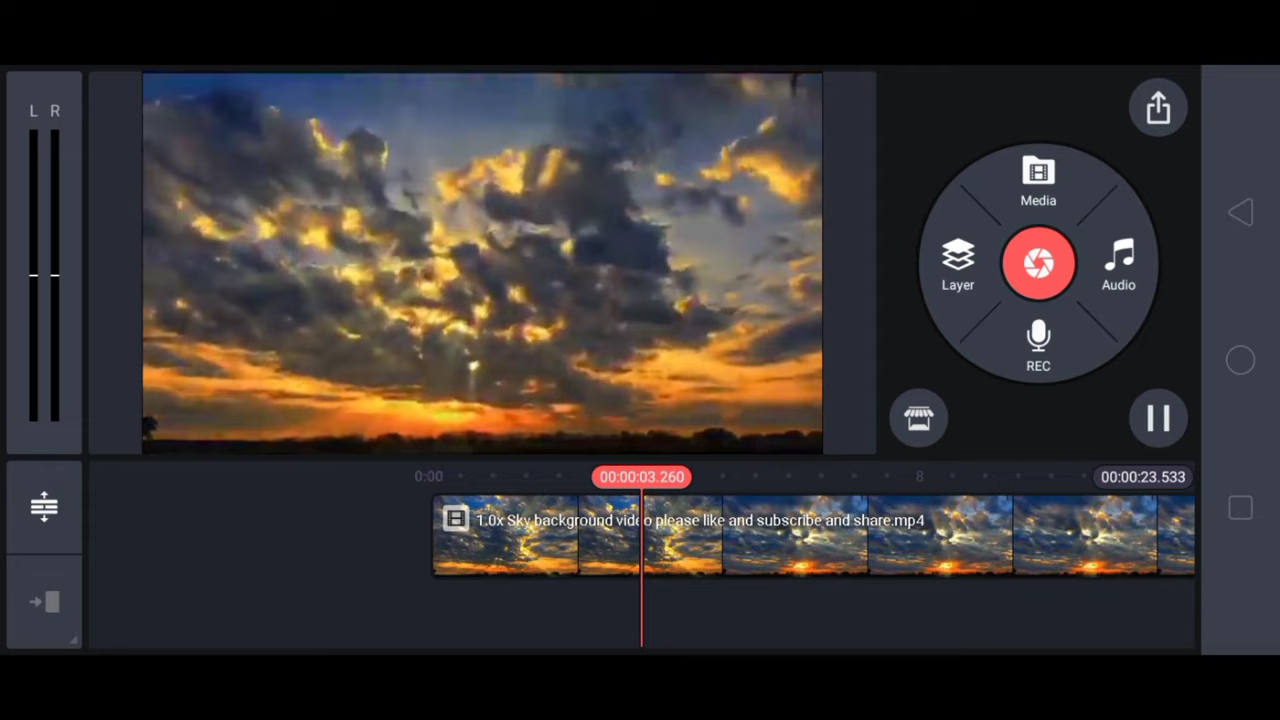 L R
Media
Layer
Audio
REC
0:00
00:00:03.260
8
00:00:23.533
1.0x Sky background video please like and subscribe and share.mp4